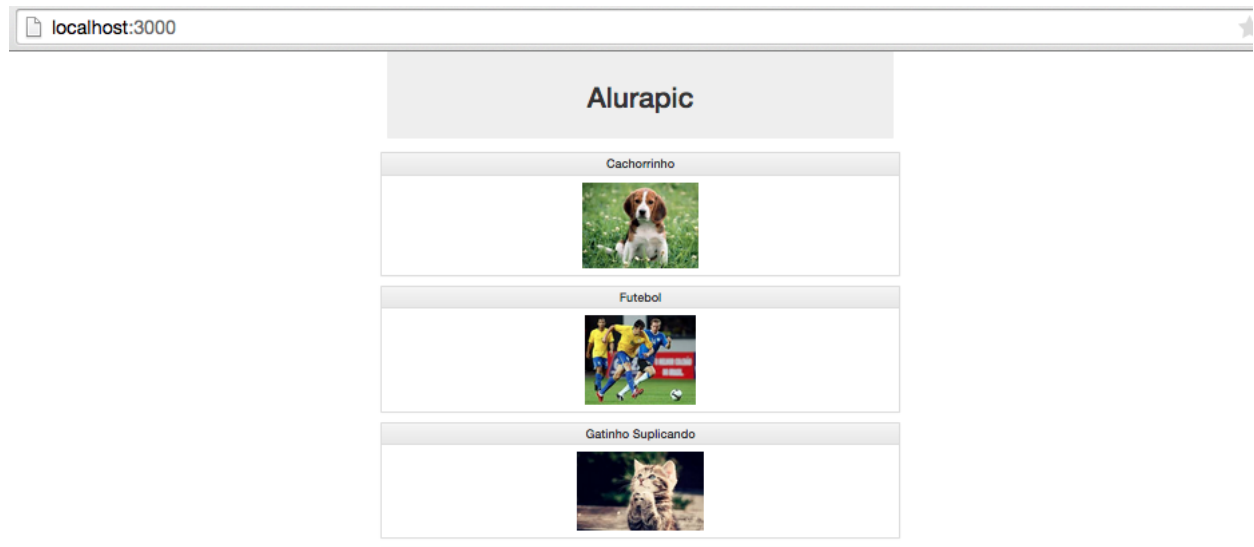 localhost:3000
Alurapic
Cachorrinho
Futebol
Gatinho Suplicando